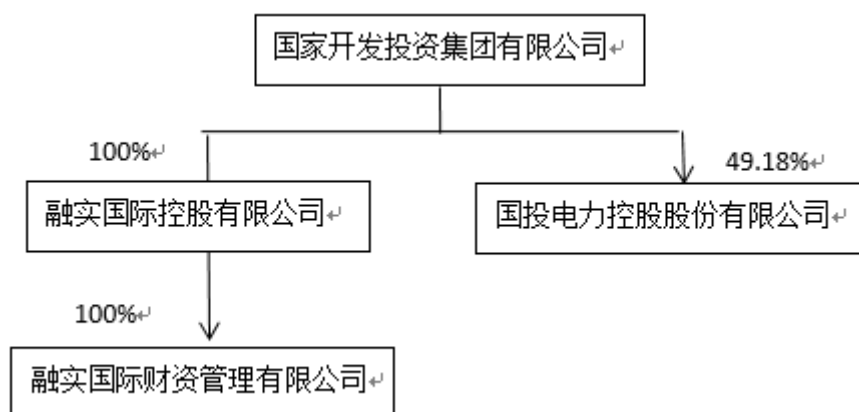 国家开发投资集团有限公司↵
100%↵
49.18%↵
融实国际控股有限公司↵
国投电力控股股份有限公司↵
100%↵
融实国际财资管理有限公司↵